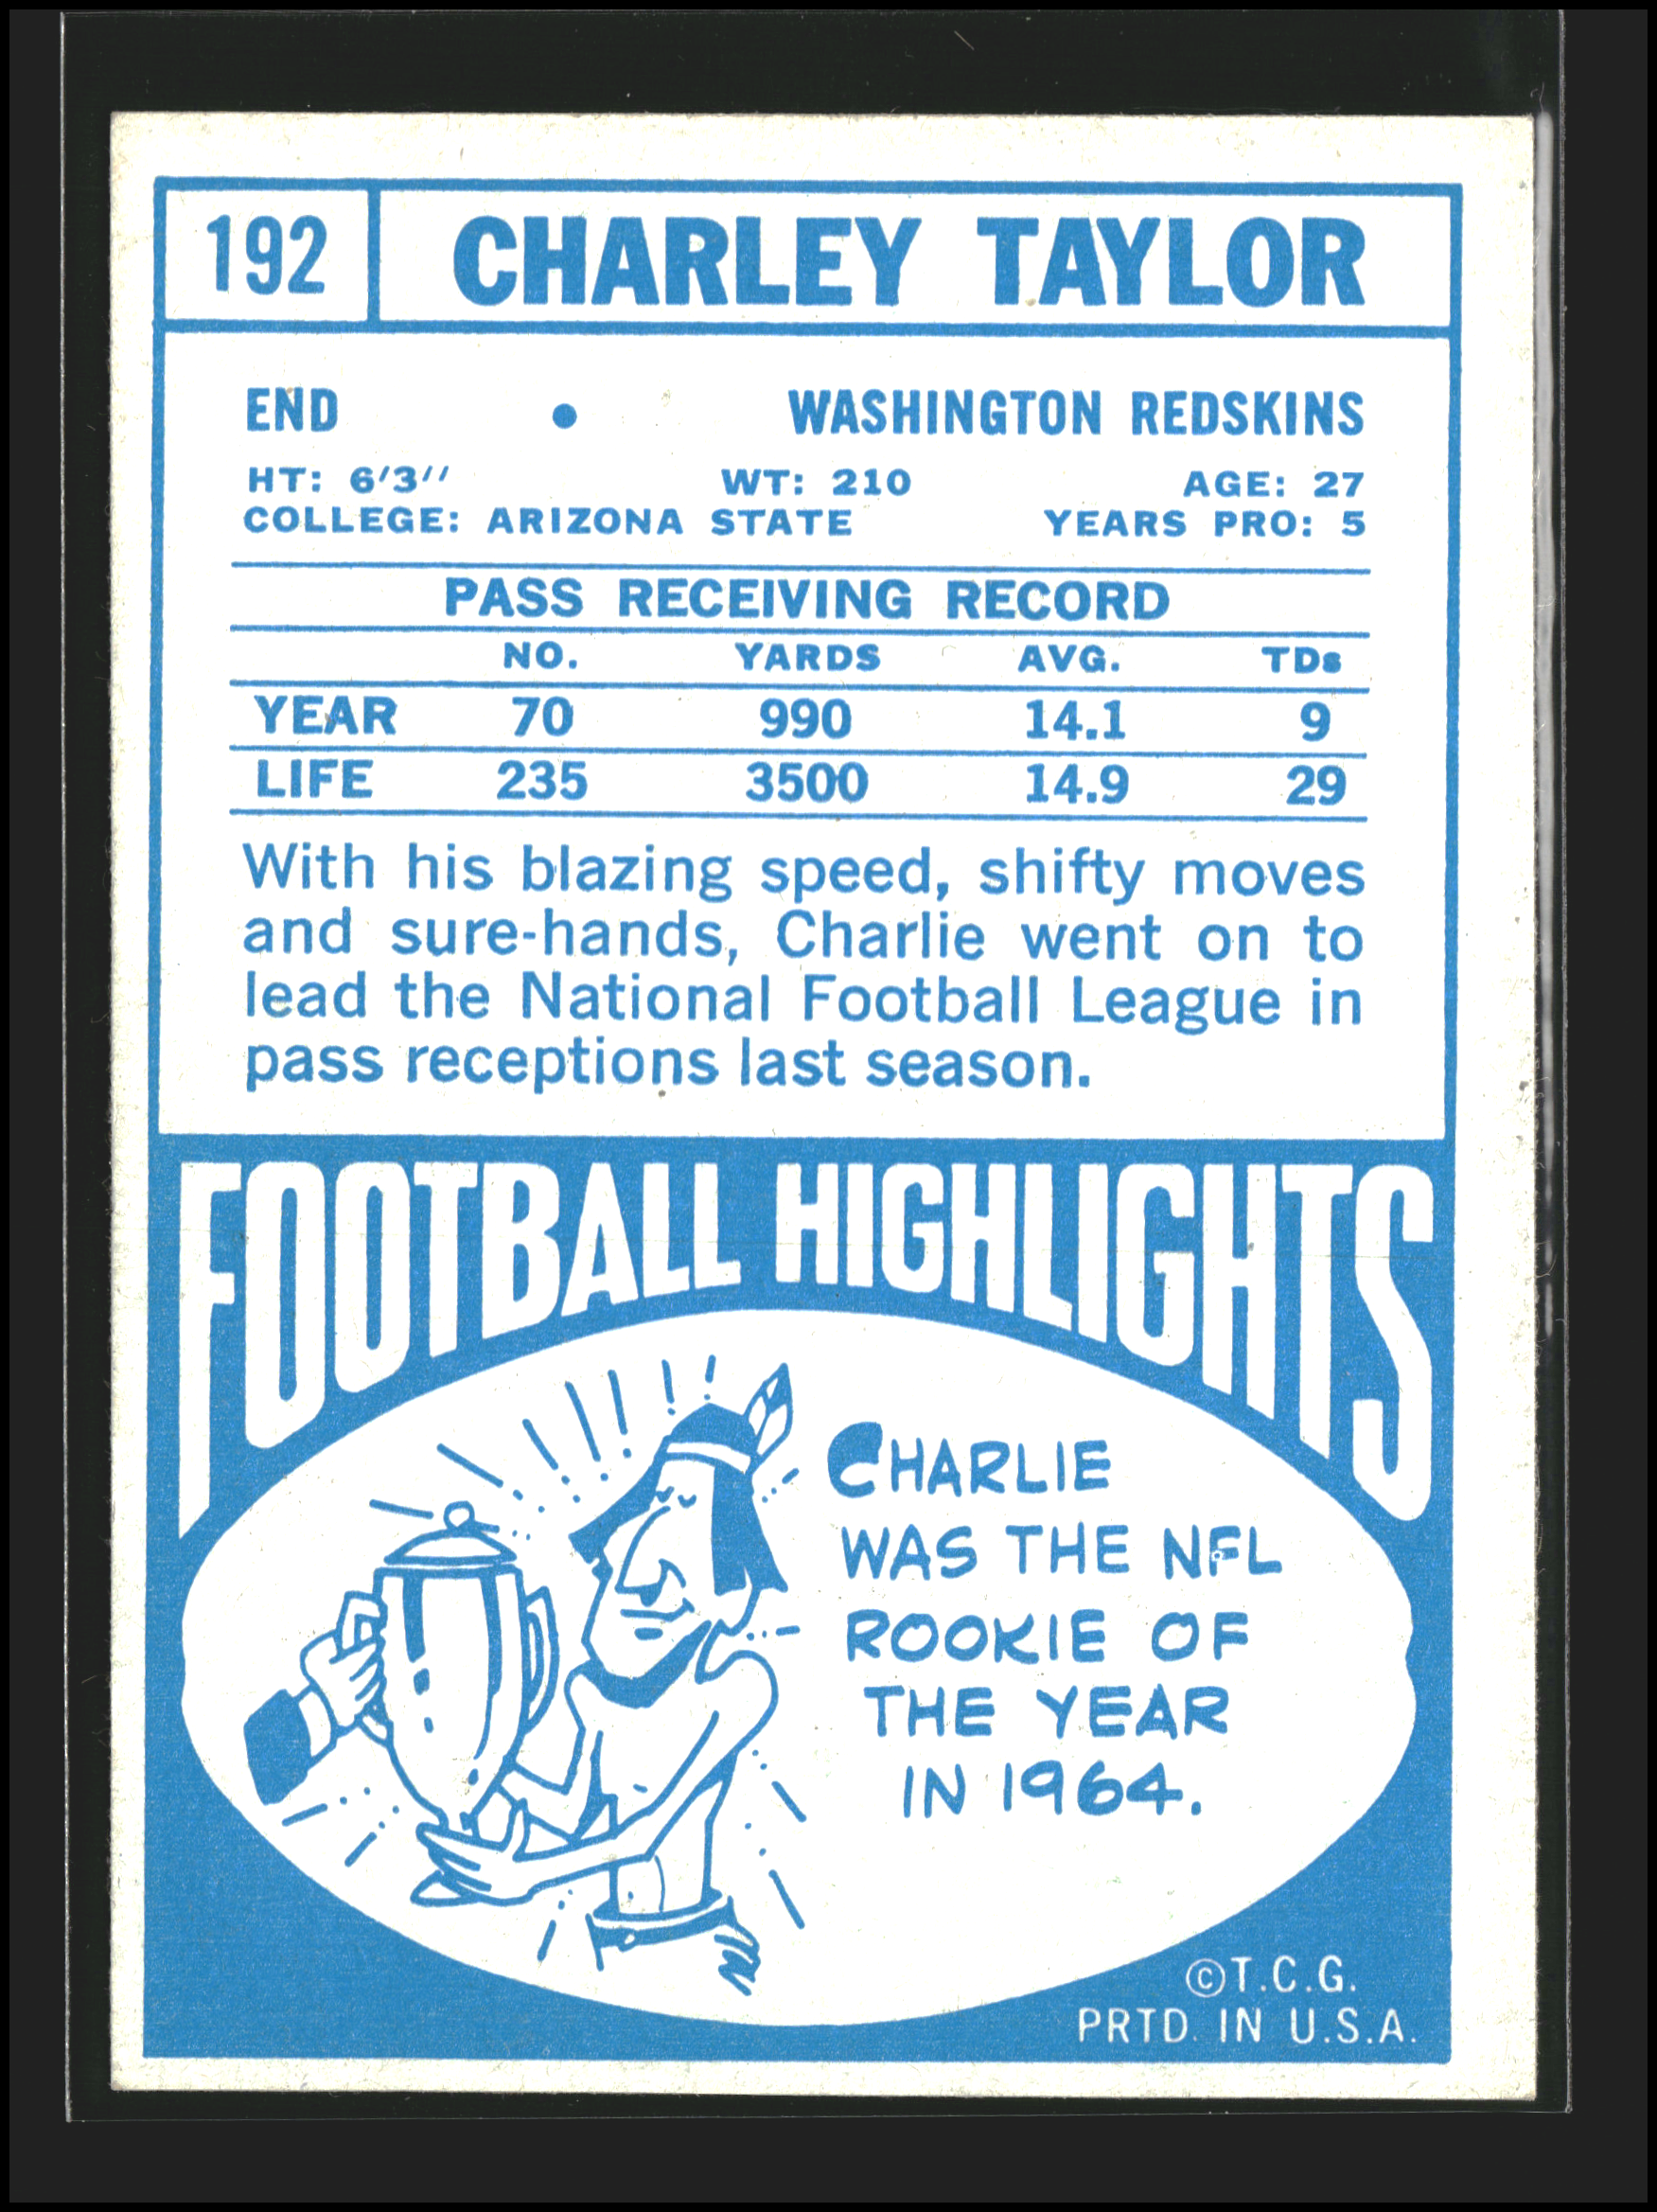 192 CHARLEY TAYLOR
END • WASHINGTON REDSKINS
HT: 6'3'' WT: 210 AGE: 27
COLLEGE: ARIZONA STATE YEARS PRO: 5
PASS RECEIVING RECORD
NO. YARDS AVG. TDs
YEAR 70 990 14.1 9
LIFE 235 3500 14.9 29
With his blazing speed, shifty moves
and sure-hands, Charlie went on to
lead the National Football League in
pass receptions last season.
FOOTBALL HIGHLIGHTS
CHARLIE
WAS THE NFL
ROOKIE OF
THE YEAR
IN 1964.
©T.C.G.
PRTD. IN U.S.A.